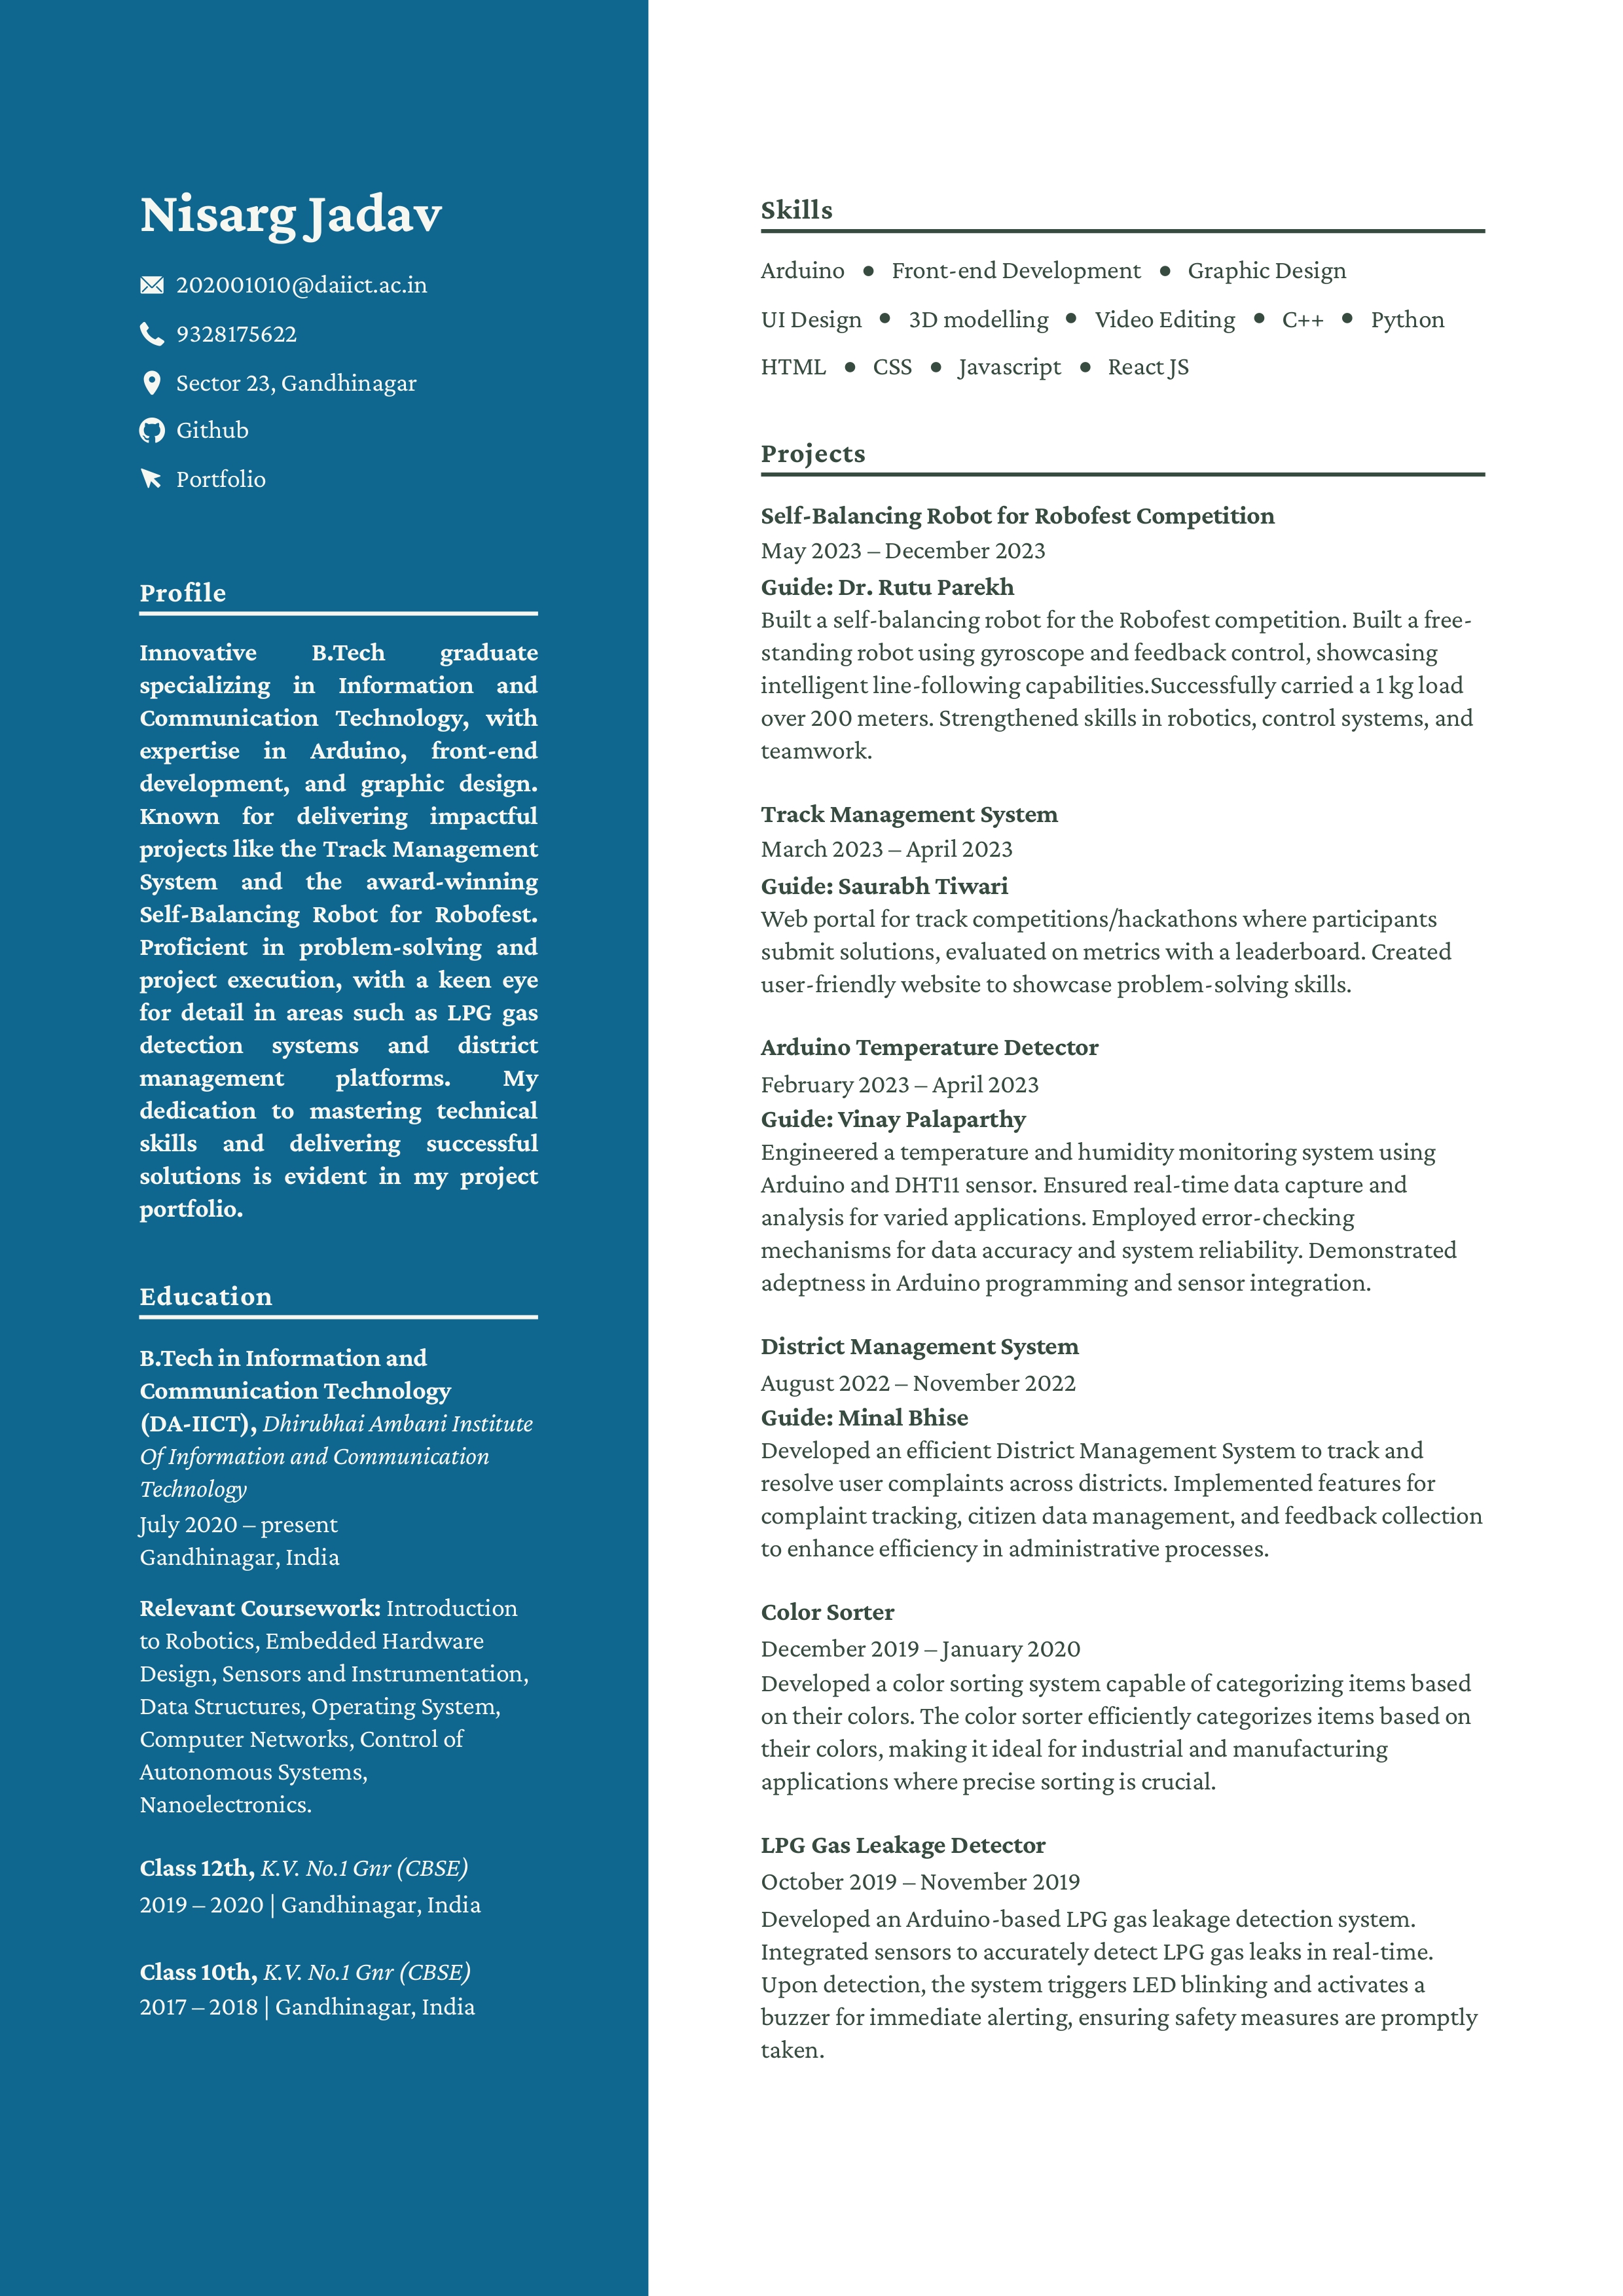 Nisarg Jadav
202001010@daiict.ac.in
9328175622
Sector 23, Gandhinagar
Github
Portfolio
Profile
Innovative B.Tech graduate
specializing in Information and
Communication Technology, with
expertise in Arduino, front-end
development, and graphic design.
Known for delivering impactful
projects like the Track Management
System and the award-winning
Self-Balancing Robot for Robofest.
Proficient in problem-solving and
project execution, with a keen eye
for detail in areas such as LPG gas
detection systems and district
management platforms. My
dedication to mastering technical
skills and delivering successful
solutions is evident in my project
portfolio.
Education
B.Tech in Information and
Communication Technology
(DA-IICT), Dhirubhai Ambani Institute
Of Information and Communication
Technology
July 2020 – present
Gandhinagar, India
Relevant Coursework: Introduction
to Robotics, Embedded Hardware
Design, Sensors and Instrumentation,
Data Structures, Operating System,
Computer Networks, Control of
Autonomous Systems,
Nanoelectronics.
Class 12th, K.V. No.1 Gnr (CBSE)
2019 – 2020 | Gandhinagar, India
Class 10th, K.V. No.1 Gnr (CBSE)
2017 – 2018 | Gandhinagar, India
Skills
Arduino ● Front-end Development ● Graphic Design
UI Design ● 3D modelling ● Video Editing ● C++ ● Python
HTML ● CSS ● Javascript ● React JS
Projects
Self-Balancing Robot for Robofest Competition
May 2023 – December 2023
Guide: Dr. Rutu Parekh
Built a self-balancing robot for the Robofest competition. Built a free-
standing robot using gyroscope and feedback control, showcasing
intelligent line-following capabilities.Successfully carried a 1 kg load
over 200 meters. Strengthened skills in robotics, control systems, and
teamwork.
Track Management System
March 2023 – April 2023
Guide: Saurabh Tiwari
Web portal for track competitions/hackathons where participants
submit solutions, evaluated on metrics with a leaderboard. Created
user-friendly website to showcase problem-solving skills.
Arduino Temperature Detector
February 2023 – April 2023
Guide: Vinay Palaparthy
Engineered a temperature and humidity monitoring system using
Arduino and DHT11 sensor. Ensured real-time data capture and
analysis for varied applications. Employed error-checking
mechanisms for data accuracy and system reliability. Demonstrated
adeptness in Arduino programming and sensor integration.
District Management System
August 2022 – November 2022
Guide: Minal Bhise
Developed an efficient District Management System to track and
resolve user complaints across districts. Implemented features for
complaint tracking, citizen data management, and feedback collection
to enhance efficiency in administrative processes.
Color Sorter
December 2019 – January 2020
Developed a color sorting system capable of categorizing items based
on their colors. The color sorter efficiently categorizes items based on
their colors, making it ideal for industrial and manufacturing
applications where precise sorting is crucial.
LPG Gas Leakage Detector
October 2019 – November 2019
Developed an Arduino-based LPG gas leakage detection system.
Integrated sensors to accurately detect LPG gas leaks in real-time.
Upon detection, the system triggers LED blinking and activates a
buzzer for immediate alerting, ensuring safety measures are promptly
taken.